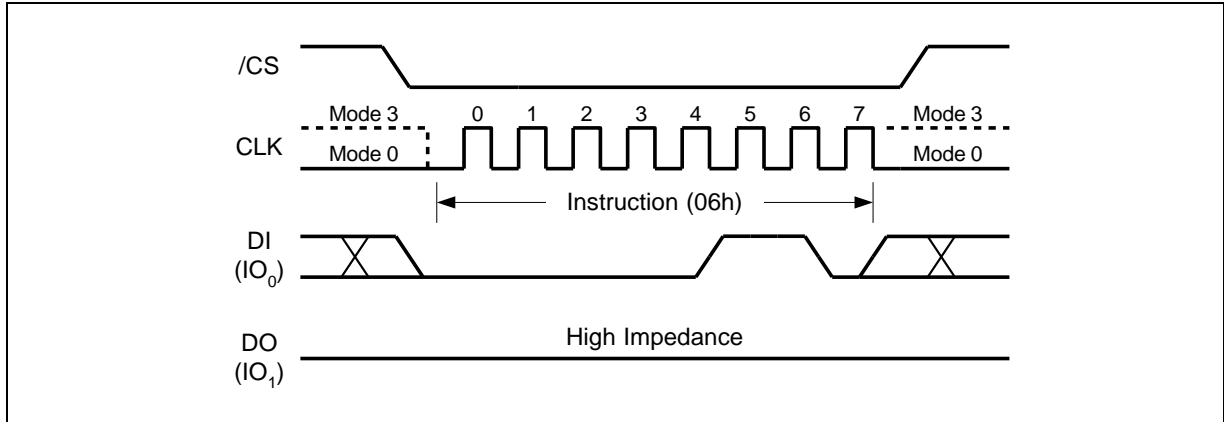 /CS
Mode 3 0 1 2 3 4 5 6 7 Mode 3
CLK
Mode 0 Mode 0
Instruction (06h)
DI
(IO₀)
High Impedance
DO
(IO₁)